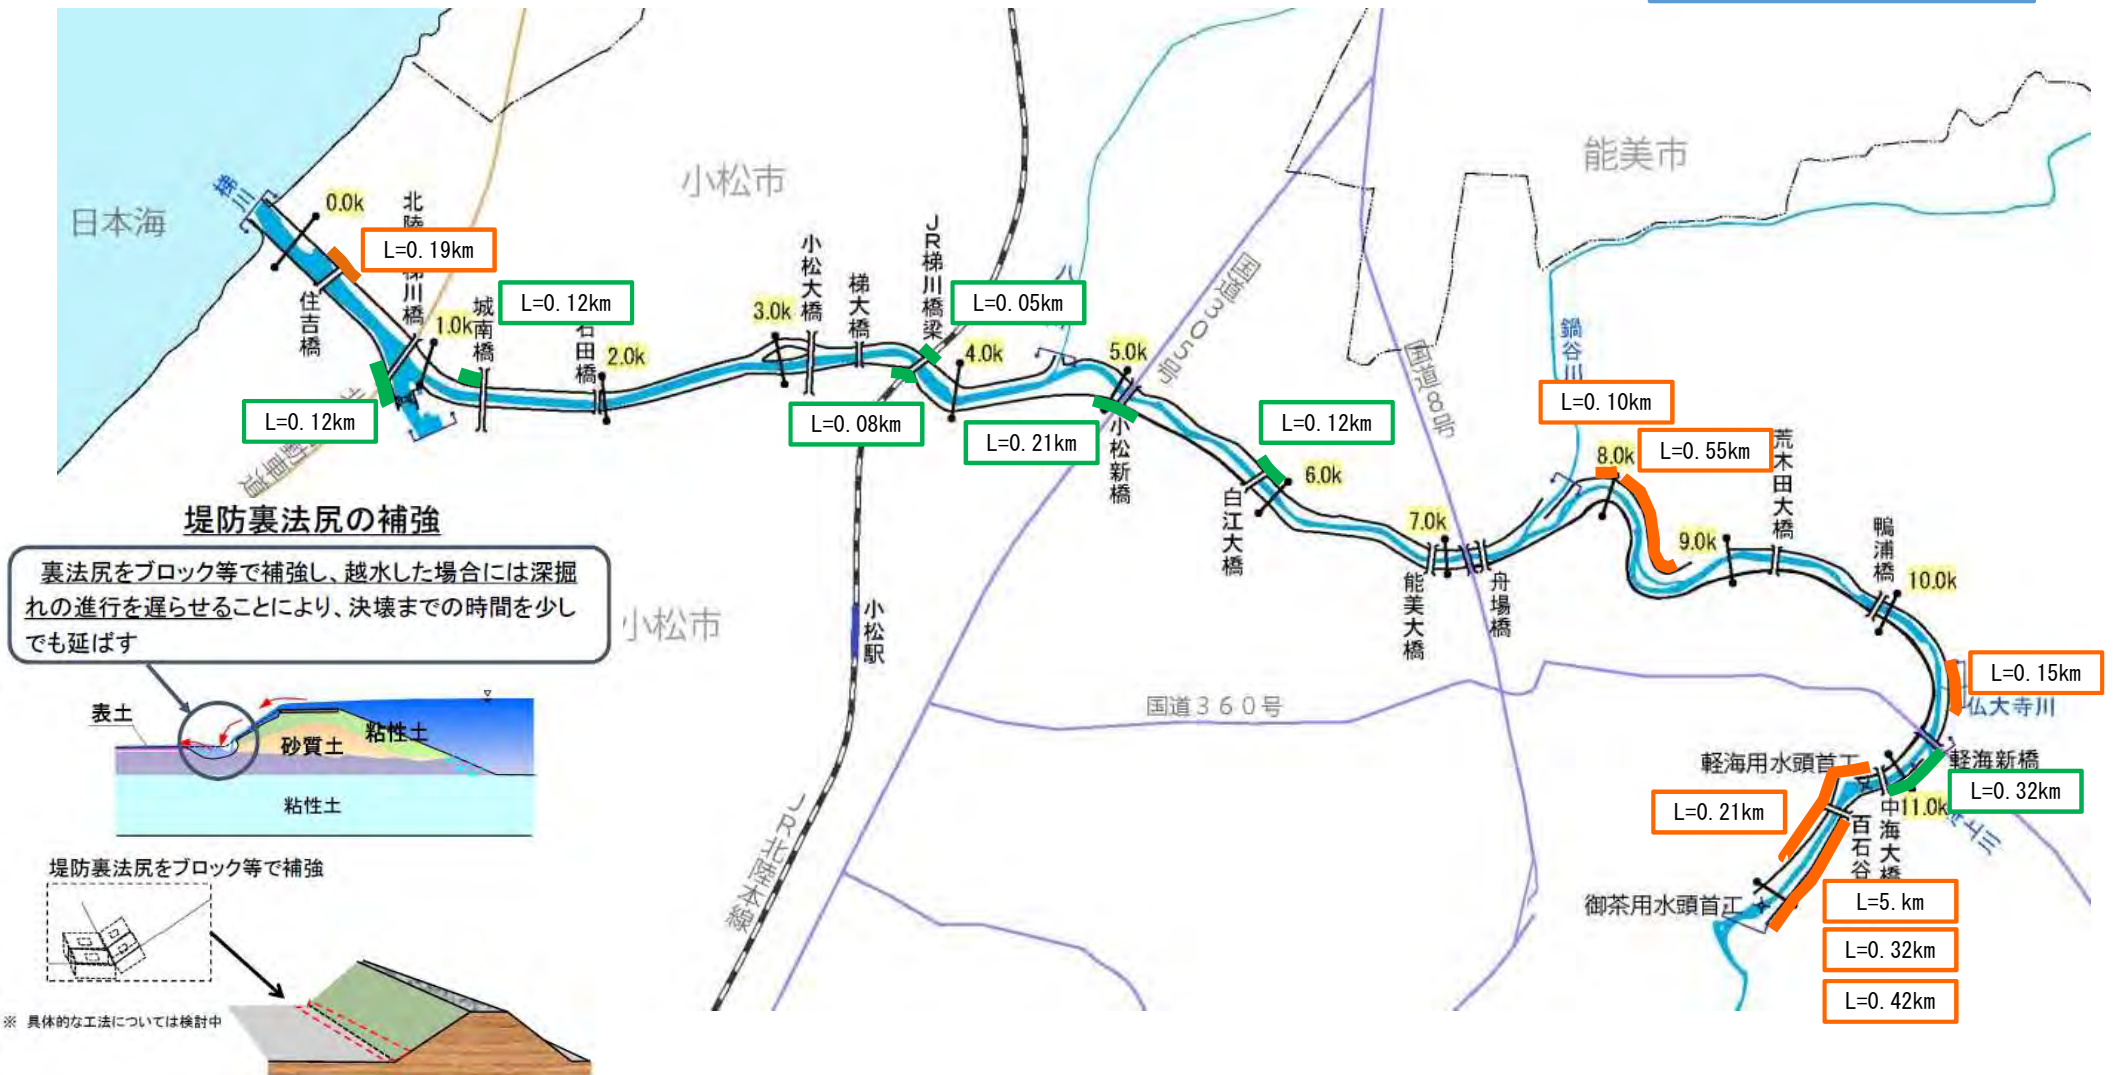 日本海
梯川
0.0k
北陸
梯川橋
L=0.19km
住吉橋
1.0k
城南橋
L=0.12km
石田橋
2.0k
L=0.12km
小松市
3.0k
小松大橋
梯大橋
JR梯川橋梁
L=0.05km
4.0k
L=0.08km
L=0.21km
5.0k
国道305号
小松新橋
L=0.12km
6.0k
白江大橋
7.0k
国道8号
能美大橋
舟場橋
能美市
鍋谷川
L=0.10km
8.0k
L=0.55km
荒木田大橋
9.0k
鴨浦橋
10.0k
L=0.15km
仏大寺川
軽海用水頭首工
軽海新橋
L=0.32km
11.0k
中海大橋
百石谷
L=0.21km
御茶用水頭首工
L=5.km
L=0.32km
L=0.42km
国道360号
小松市
小松駅
JR北陸本線
堤防裏法尻の補強
裏法尻をブロック等で補強し、越水した場合には深掘
れの進行を遅らせることにより、決壊までの時間を少し
でも延ばす
表土
砂質土
粘性土
粘性土
堤防裏法尻をブロック等で補強
※ 具体的な工法については検討中